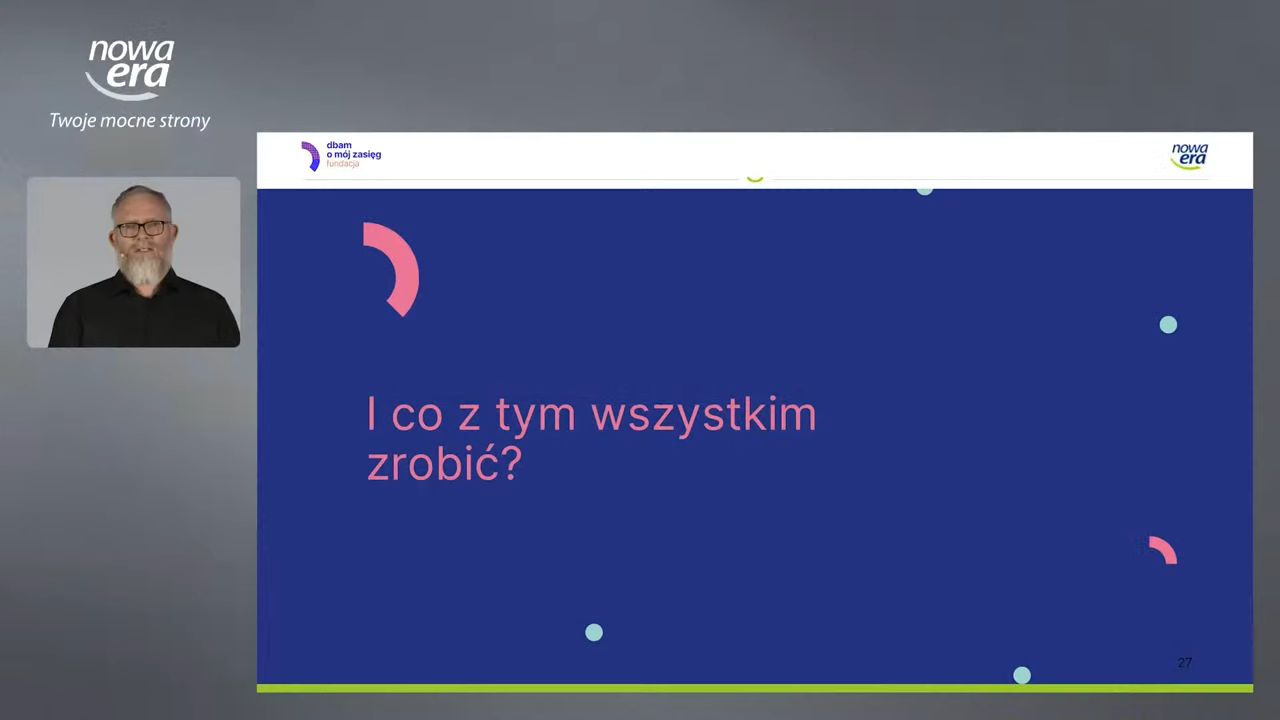 nowa
era
Twoje mocne strony
dbam
o mój zasięg
fundacja
nowa
era
I co z tym wszystkim
zrobić?
27